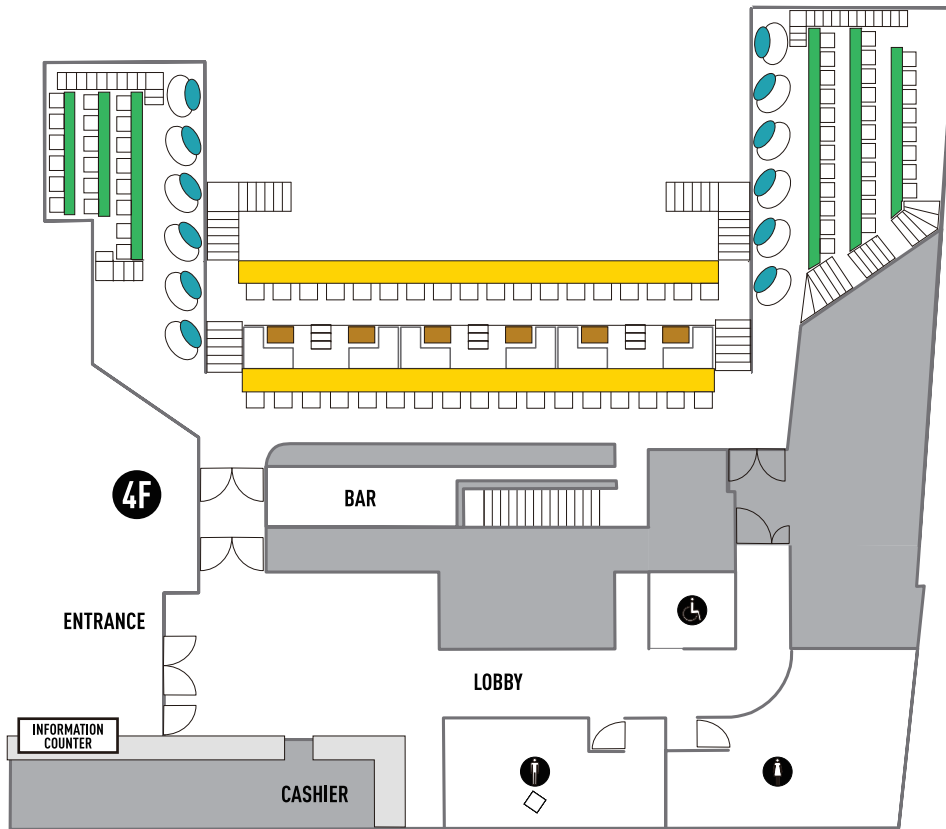 4F
BAR
ENTRANCE
LOBBY
INFORMATION
COUNTER
CASHIER